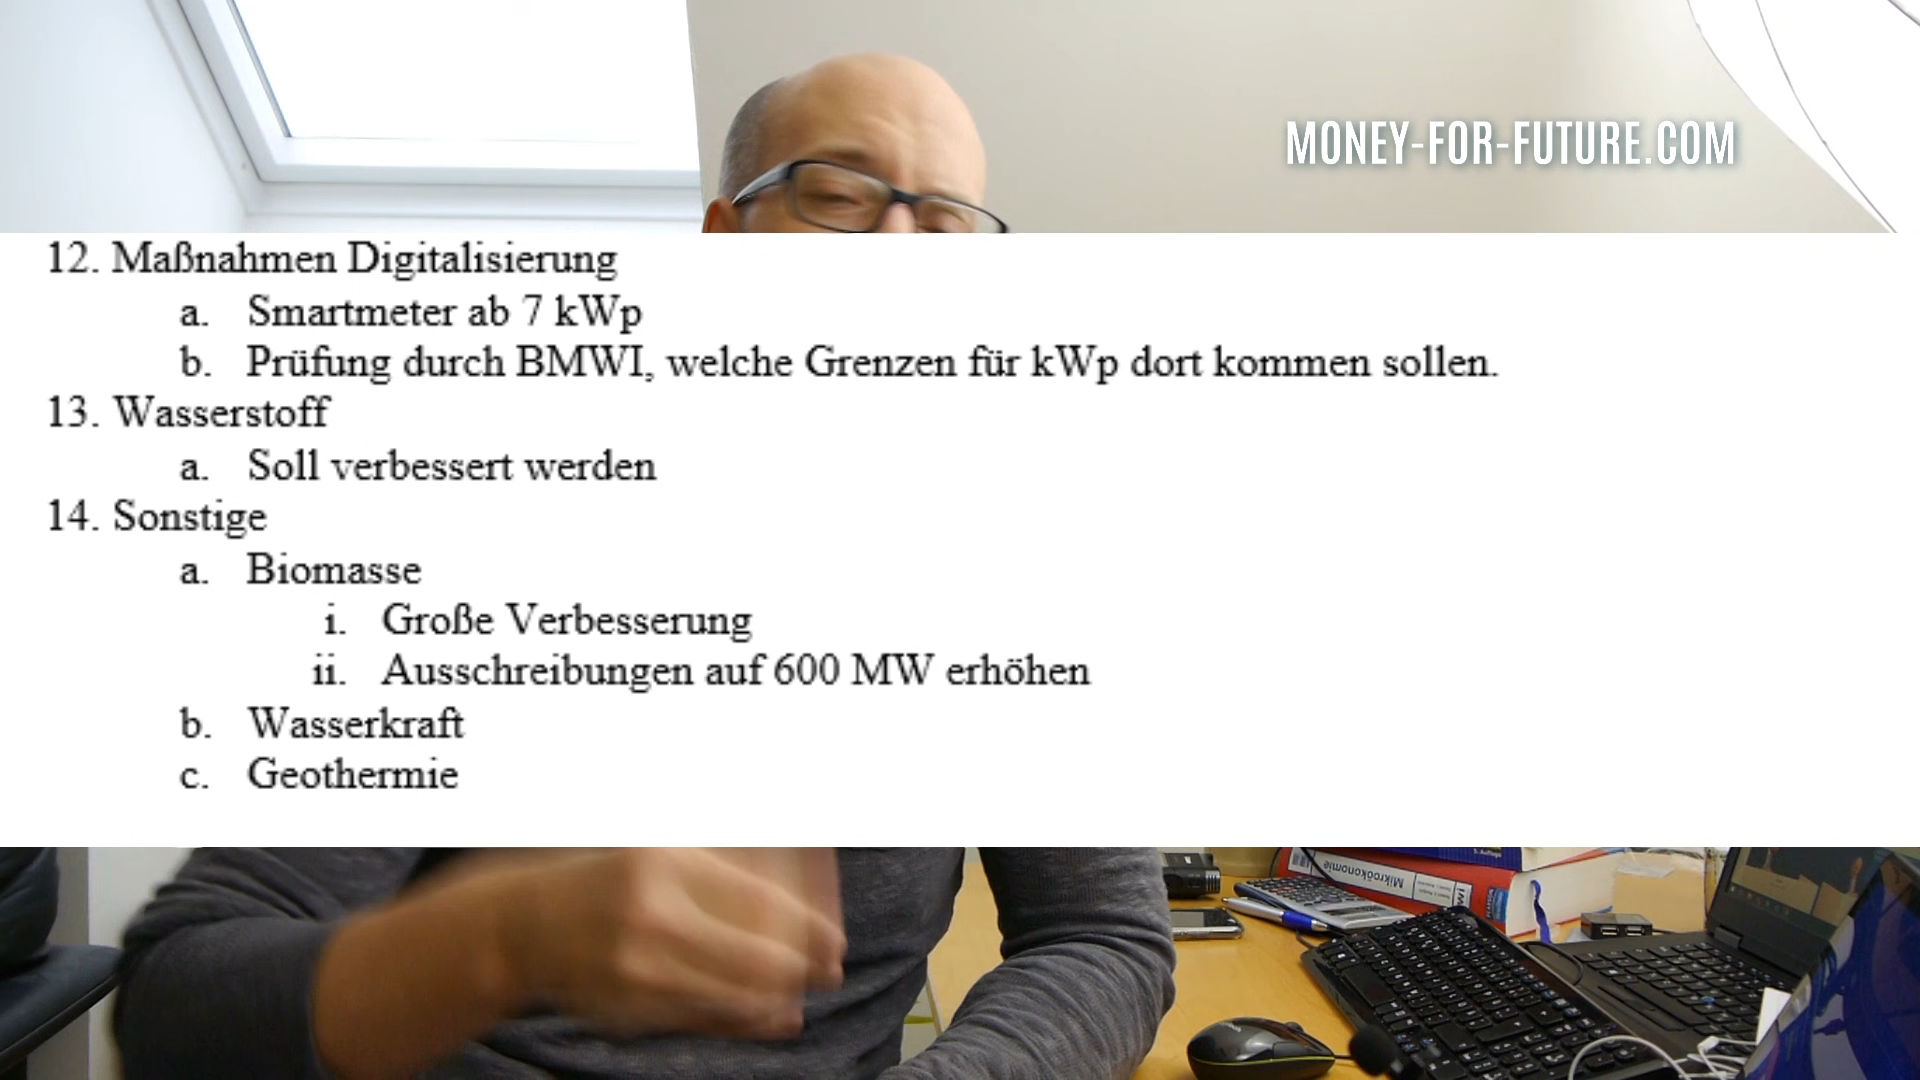 MONEY-FOR-FUTURE.COM
12. Maßnahmen Digitalisierung
a. Smartmeter ab 7 kWp
b. Prüfung durch BMWI, welche Grenzen für kWp dort kommen sollen.
13. Wasserstoff
a. Soll verbessert werden
14. Sonstige
a. Biomasse
i. Große Verbesserung
ii. Ausschreibungen auf 600 MW erhöhen
b. Wasserkraft
c. Geothermie
Mikroökonomie